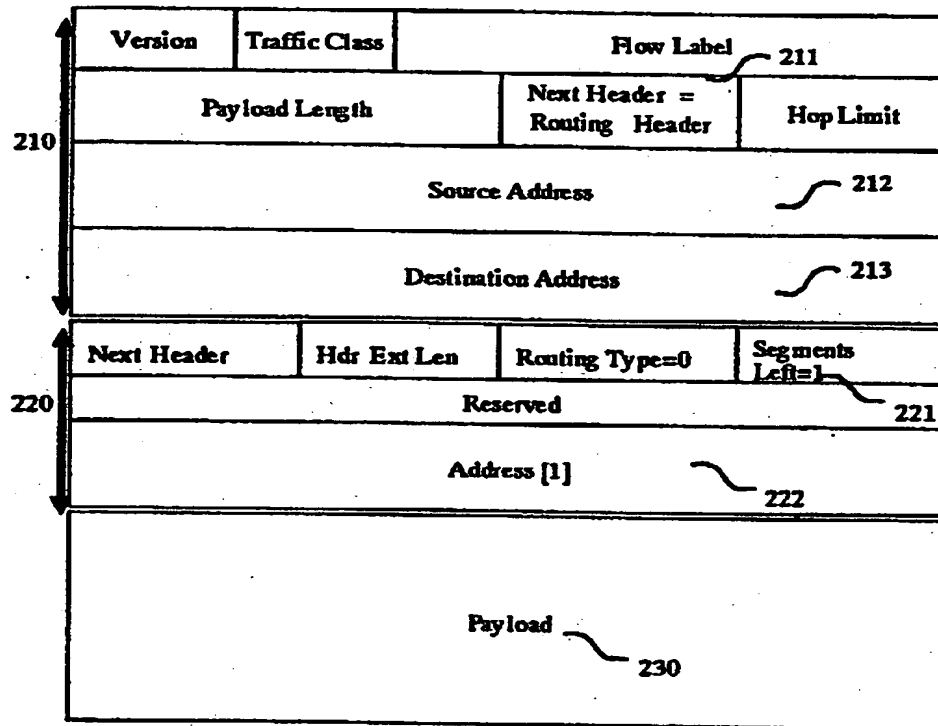 Version Traffic Class Flow Label
211
Payload Length Next Header = Hop Limit
Routing Header
210
Source Address 212
Destination Address 213
Next Header Hdr Ext Len Routing Type=0 Segments
Left=1
220
Reserved 221
Address [1]
222
Payload
230